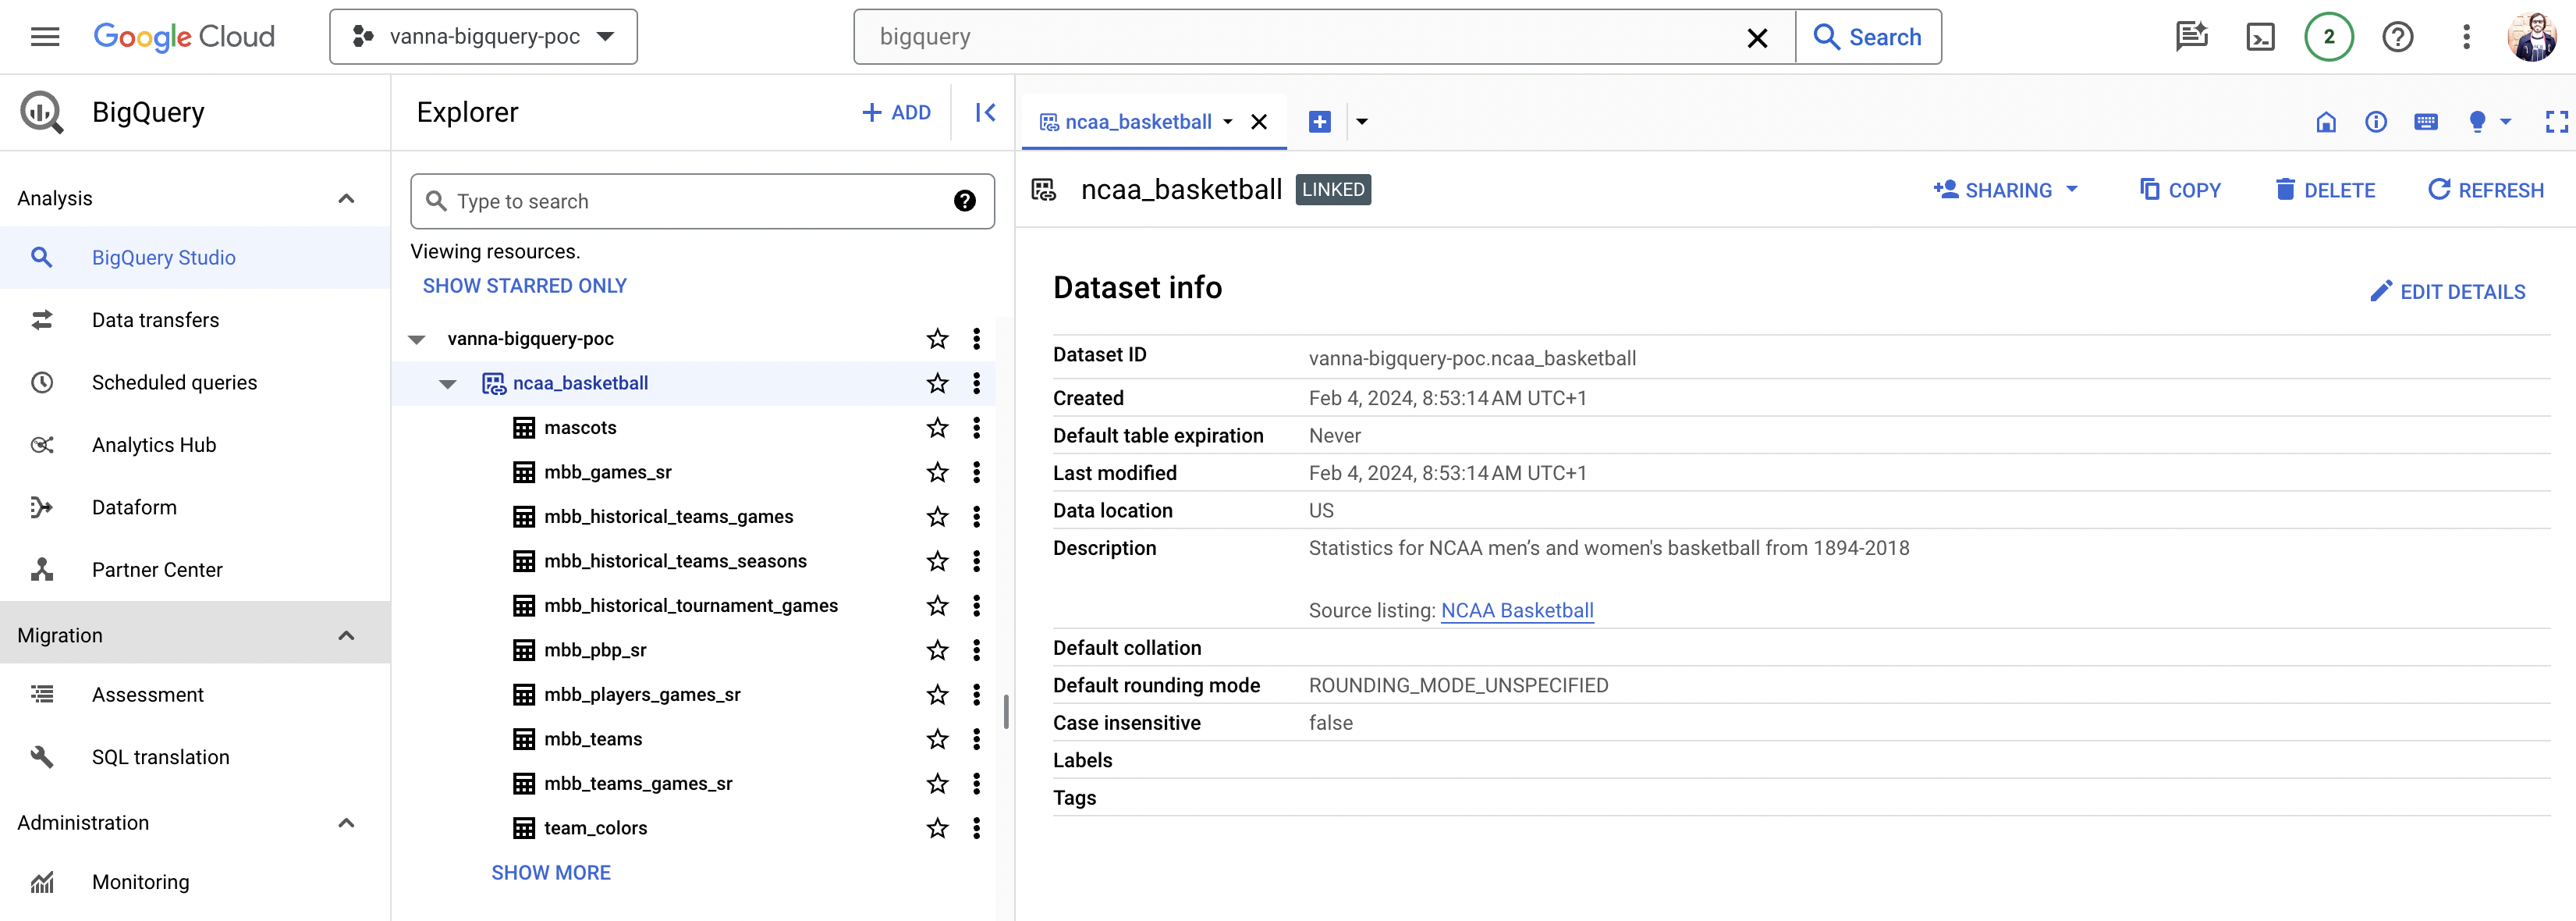 Google Cloud
vanna-bigquery-poc
bigquery
Search
2
BigQuery
Analysis
BigQuery Studio
Data transfers
Scheduled queries
Analytics Hub
Dataform
Partner Center
Migration
Assessment
SQL translation
Administration
Monitoring
Explorer
+ ADD
Type to search
Viewing resources.
SHOW STARRED ONLY
vanna-bigquery-poc
ncaa_basketball
mascots
mbb_games_sr
mbb_historical_teams_games
mbb_historical_teams_seasons
mbb_historical_tournament_games
mbb_pbp_sr
mbb_players_games_sr
mbb_teams
mbb_teams_games_sr
team_colors
SHOW MORE
ncaa_basketball
ncaa_basketball LINKED
SHARING
COPY
DELETE
REFRESH
Dataset info
EDIT DETAILS
Dataset ID vanna-bigquery-poc.ncaa_basketball
Created Feb 4, 2024, 8:53:14 AM UTC+1
Default table expiration Never
Last modified Feb 4, 2024, 8:53:14 AM UTC+1
Data location US
Description Statistics for NCAA men’s and women's basketball from 1894-2018
Source listing: NCAA Basketball
Default collation
Default rounding mode ROUNDING_MODE_UNSPECIFIED
Case insensitive false
Labels
Tags